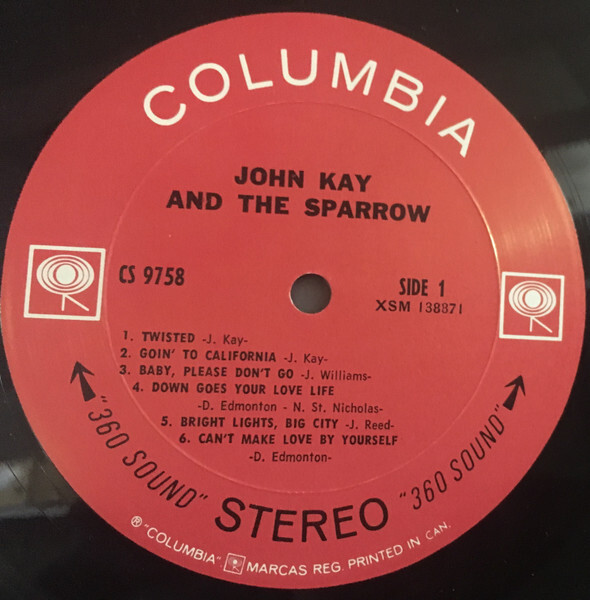 COLUMBIA
JOHN KAY
AND THE SPARROW
CS 9758
SIDE 1
XSM 138871
1. TWISTED -J. Kay-
2. GOIN' TO CALIFORNIA -J. Kay-
3. BABY, PLEASE DON'T GO -J. Williams-
4. DOWN GOES YOUR LOVE LIFE
-D. Edmonton - N. St. Nicholas-
5. BRIGHT LIGHTS, BIG CITY -J. Reed-
6. CAN'T MAKE LOVE BY YOURSELF
-D. Edmonton-
"360 SOUND" STEREO "360 SOUND"
® "COLUMBIA". MARCAS REG. PRINTED IN CAN.